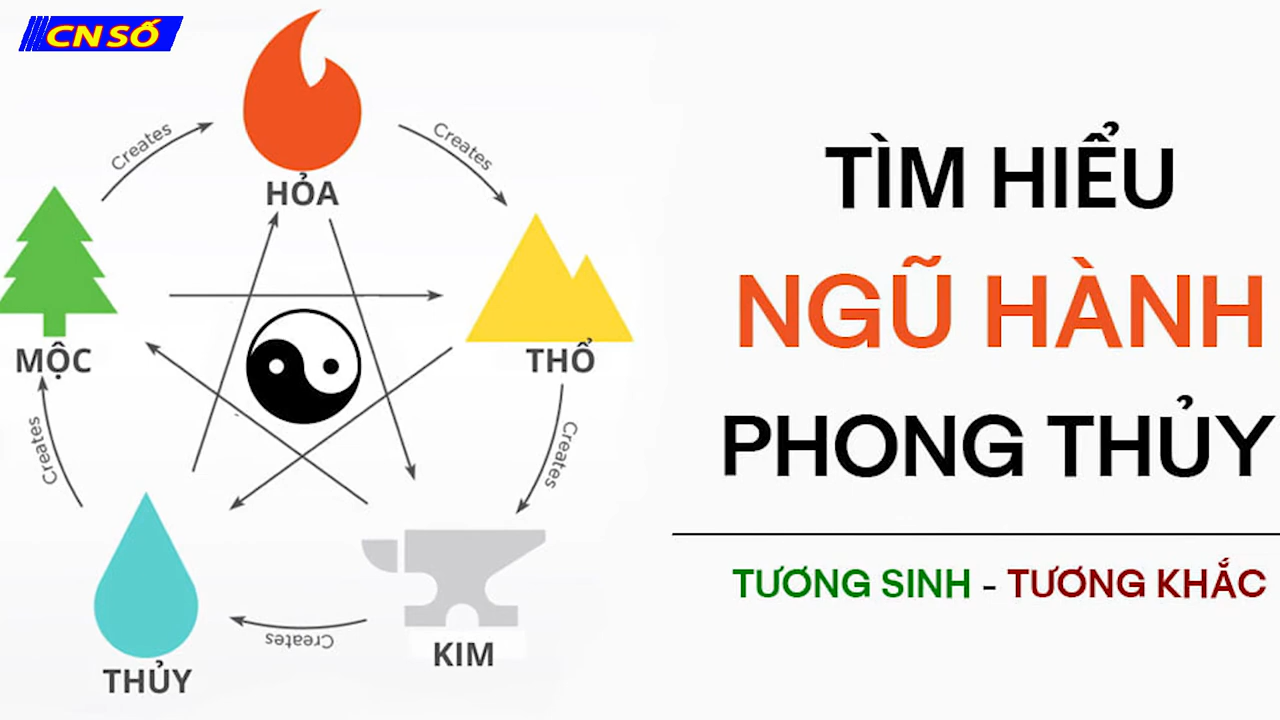 CN SỐ
Creates
HỎA
Creates
MỘC
THỔ
Creates
Creates
THỦY
Creates
KIM
TÌM HIỂU
NGŨ HÀNH
PHONG THỦY
TƯƠNG SINH - TƯƠNG KHẮC